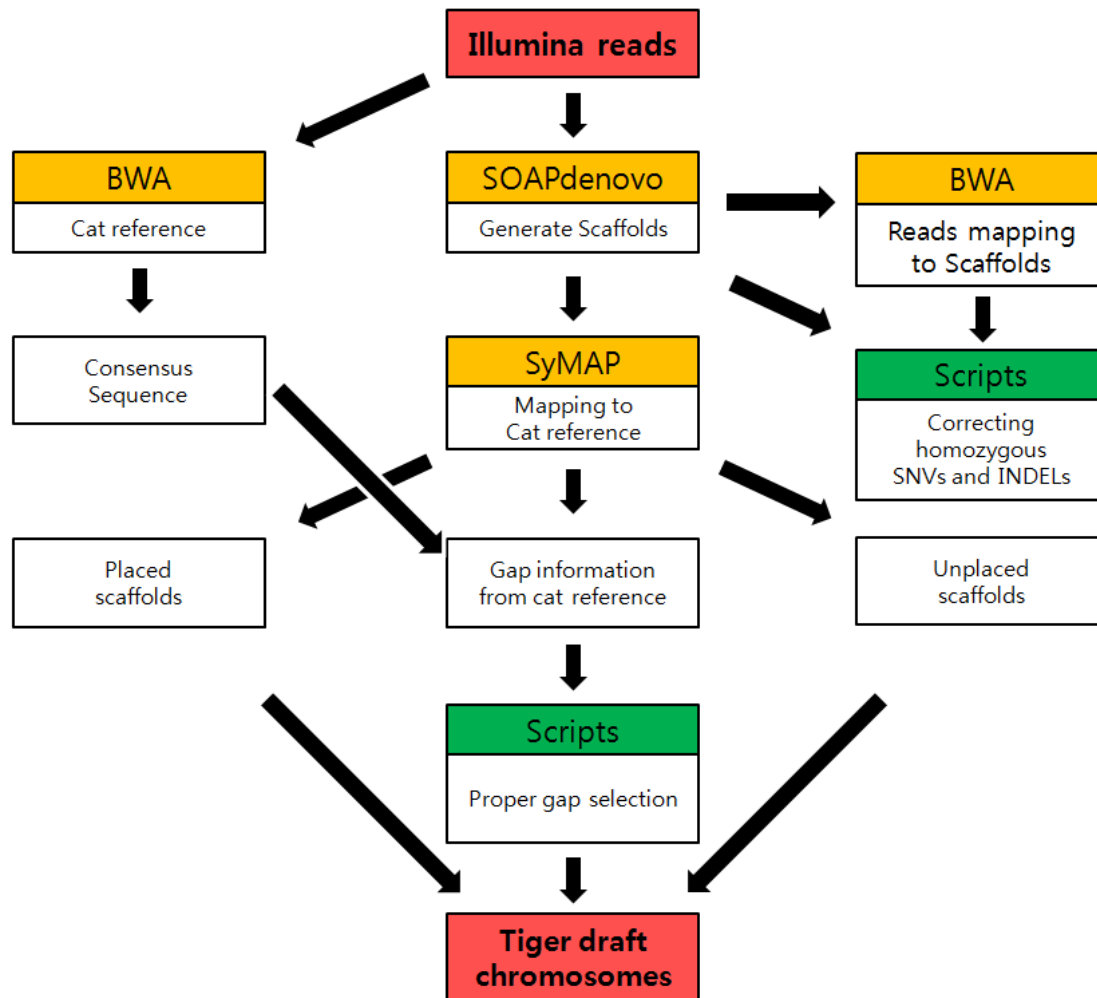 Illumina reads
BWA
Cat reference
SOAPdenovo
Generate Scaffolds
BWA
Reads mapping
to Scaffolds
Consensus
Sequence
SyMAP
Mapping to
Cat reference
Scripts
Correcting
homozygous
SNVs and INDELs
Placed
scaffolds
Gap information
from cat reference
Unplaced
scaffolds
Scripts
Proper gap selection
Tiger draft
chromosomes